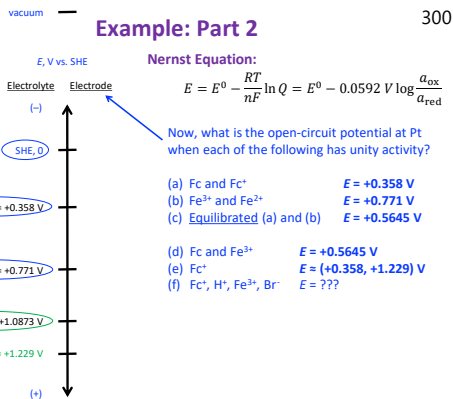 vacuum
300
Example: Part 2
E, V vs. SHE
Nernst Equation:
Electrolyte Electrode
E = E⁰ − RT/nF ln Q = E⁰ − 0.0592 V log aox/ared
(–)
Now, what is the open-circuit potential at Pt
when each of the following has unity activity?
SHE, 0
(a) Fc and Fc⁺ E = +0.358 V
(b) Fe³⁺ and Fe²⁺ E = +0.771 V
(c) Equilibrated (a) and (b) E = +0.5645 V
= +0.358 V
(d) Fc and Fe³⁺ E = +0.5645 V
(e) Fc⁺ E ≈ (+0.358, +1.229) V
(f) Fc⁺, H⁺, Fe³⁺, Br⁻ E = ???
= +0.771 V
+1.0873 V
= +1.229 V
(+)